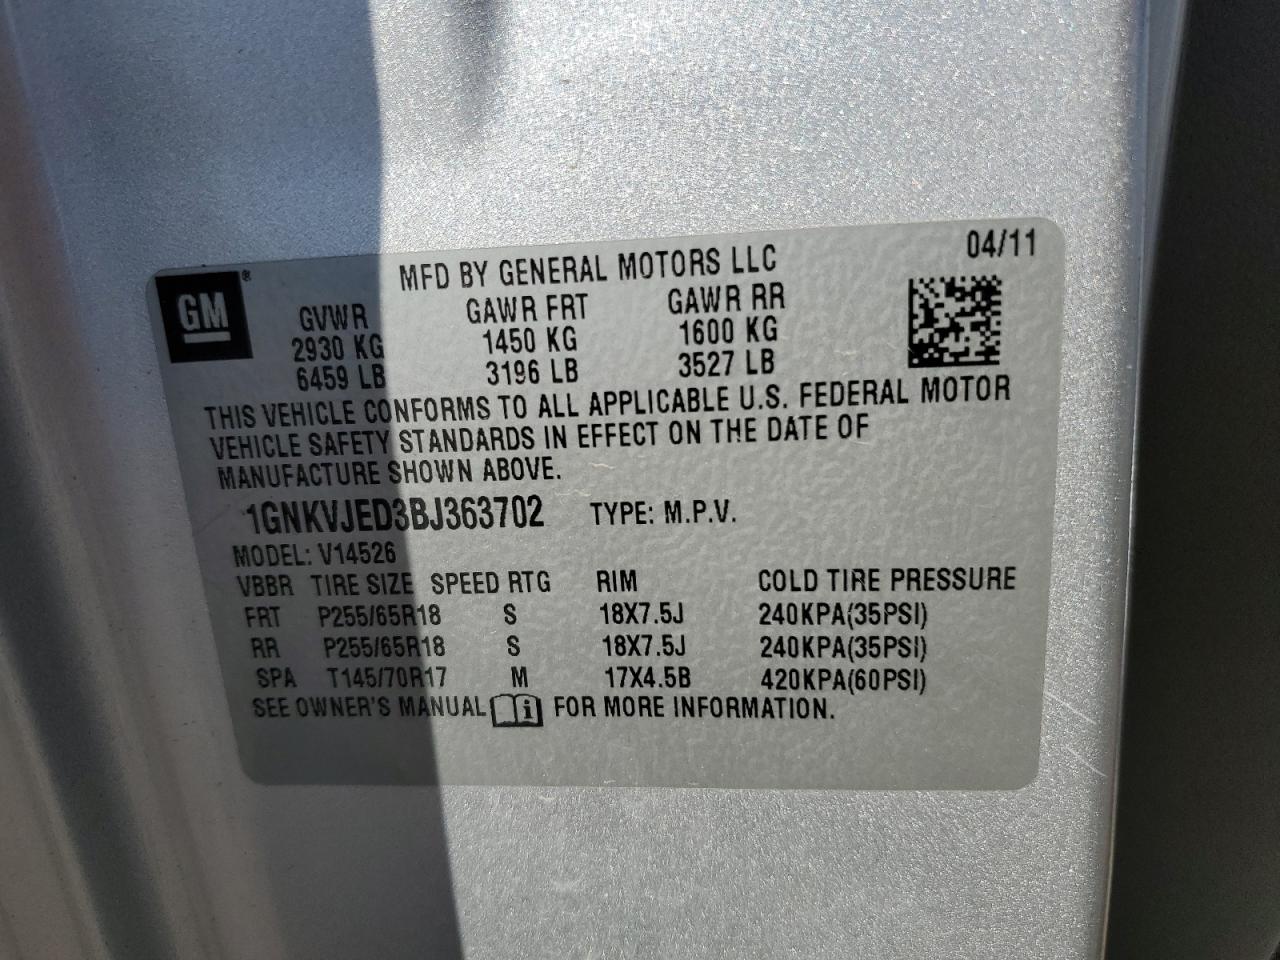 04/11
GM®
MFD BY GENERAL MOTORS LLC
GVWR GAWR FRT GAWR RR
2930 KG 1450 KG 1600 KG
6459 LB 3196 LB 3527 LB
THIS VEHICLE CONFORMS TO ALL APPLICABLE U.S. FEDERAL MOTOR
VEHICLE SAFETY STANDARDS IN EFFECT ON THE DATE OF
MANUFACTURE SHOWN ABOVE.
1GNKVJED3BJ363702 TYPE: M.P.V.
MODEL: V14526
VBBR TIRE SIZE SPEED RTG RIM COLD TIRE PRESSURE
FRT P255/65R18 S 18X7.5J 240KPA(35PSI)
RR P255/65R18 S 18X7.5J 240KPA(35PSI)
SPA T145/70R17 M 17X4.5B 420KPA(60PSI)
SEE OWNER'S MANUAL i FOR MORE INFORMATION.